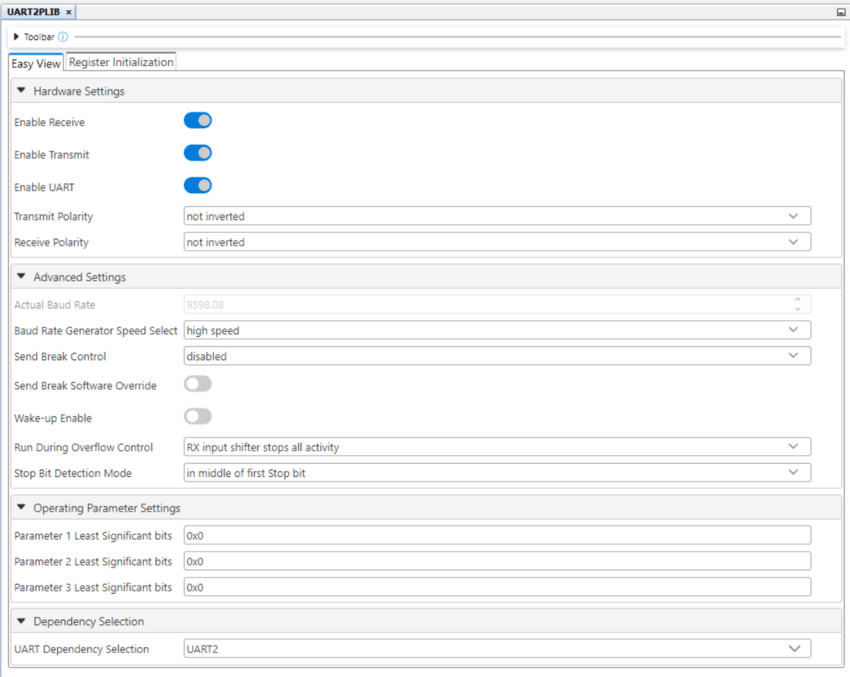 UART2PLIB ×
Toolbar
Easy View Register Initialization
Hardware Settings
Enable Receive
Enable Transmit
Enable UART
Transmit Polarity not inverted
Receive Polarity not inverted
Advanced Settings
Actual Baud Rate 9598.08
Baud Rate Generator Speed Select high speed
Send Break Control disabled
Send Break Software Override
Wake-up Enable
Run During Overflow Control RX input shifter stops all activity
Stop Bit Detection Mode in middle of first Stop bit
Operating Parameter Settings
Parameter 1 Least Significant bits 0x0
Parameter 2 Least Significant bits 0x0
Parameter 3 Least Significant bits 0x0
Dependency Selection
UART Dependency Selection UART2